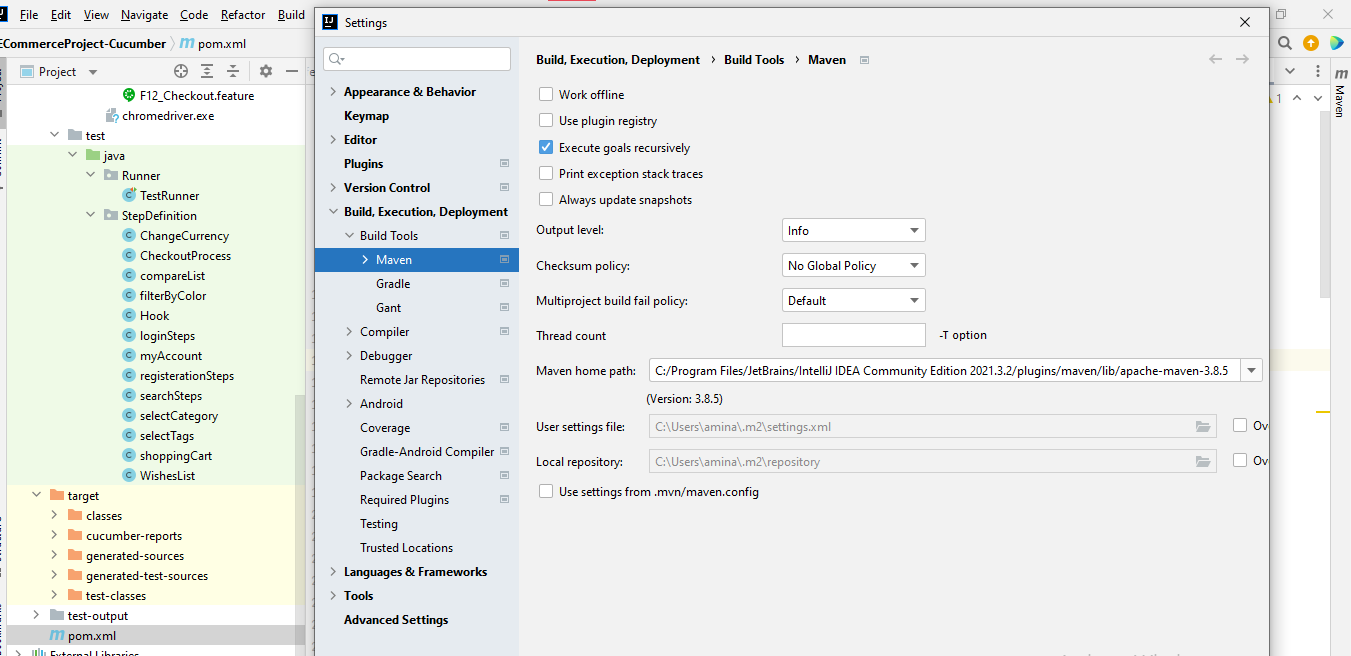 File Edit View Navigate Code Refactor Build
Settings
ECommerceProject-Cucumber pom.xml
Project
F12_Checkout.feature
chromedriver.exe
test
java
Runner
TestRunner
StepDefinition
ChangeCurrency
CheckoutProcess
compareList
filterByColor
Hook
loginSteps
myAccount
registerationSteps
searchSteps
selectCategory
selectTags
shoppingCart
WishesList
target
classes
cucumber-reports
generated-sources
generated-test-sources
test-classes
test-output
pom.xml
External Libraries
Appearance & Behavior
Keymap
Editor
Plugins
Version Control
Build, Execution, Deployment
Build Tools
Maven
Gradle
Gant
Compiler
Debugger
Remote Jar Repositories
Android
Coverage
Gradle-Android Compiler
Package Search
Required Plugins
Testing
Trusted Locations
Languages & Frameworks
Tools
Advanced Settings
Build, Execution, Deployment › Build Tools › Maven
Work offline
Use plugin registry
Execute goals recursively
Print exception stack traces
Always update snapshots
Output level: Info
Checksum policy: No Global Policy
Multiproject build fail policy: Default
Thread count -T option
Maven home path: C:/Program Files/JetBrains/IntelliJ IDEA Community Edition 2021.3.2/plugins/maven/lib/apache-maven-3.8.5
(Version: 3.8.5)
User settings file: C:\Users\amina\.m2\settings.xml Ov
Local repository: C:\Users\amina\.m2\repository Ov
Use settings from .mvn/maven.config
1
Maven